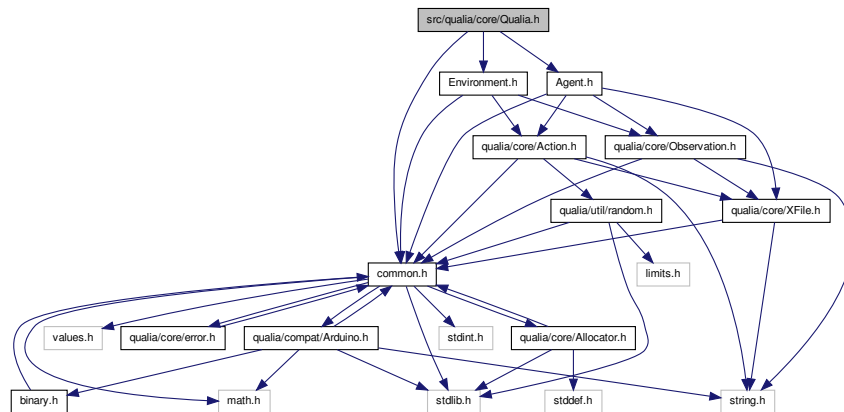 src/qualia/core/Qualia.h
Environment.h
Agent.h
qualia/core/Action.h
qualia/core/Observation.h
qualia/util/random.h
qualia/core/XFile.h
common.h
limits.h
values.h
qualia/core/error.h
qualia/compat/Arduino.h
stdint.h
qualia/core/Allocator.h
binary.h
math.h
stdlib.h
stddef.h
string.h